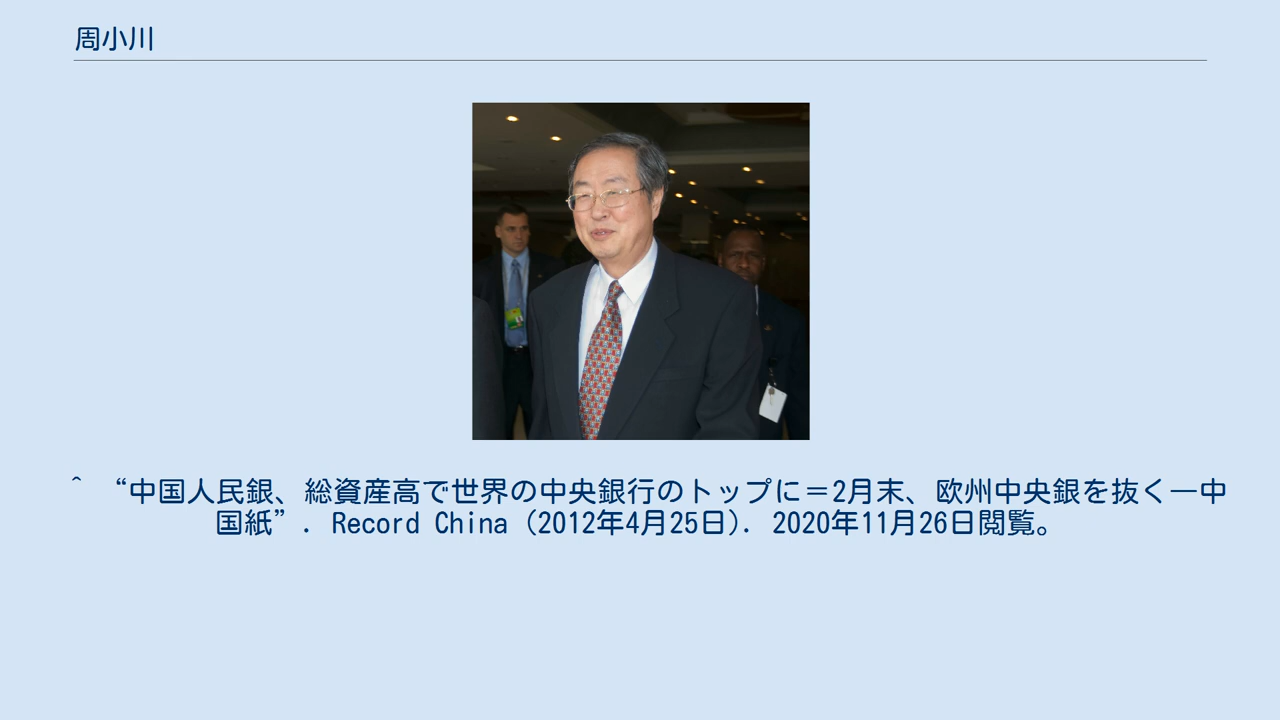 周小川
^ “中国人民銀、総資産高で世界の中央銀行のトップに＝2月末、欧州中央銀を抜く―中
国紙”. Record China (2012年4月25日). 2020年11月26日閲覧。